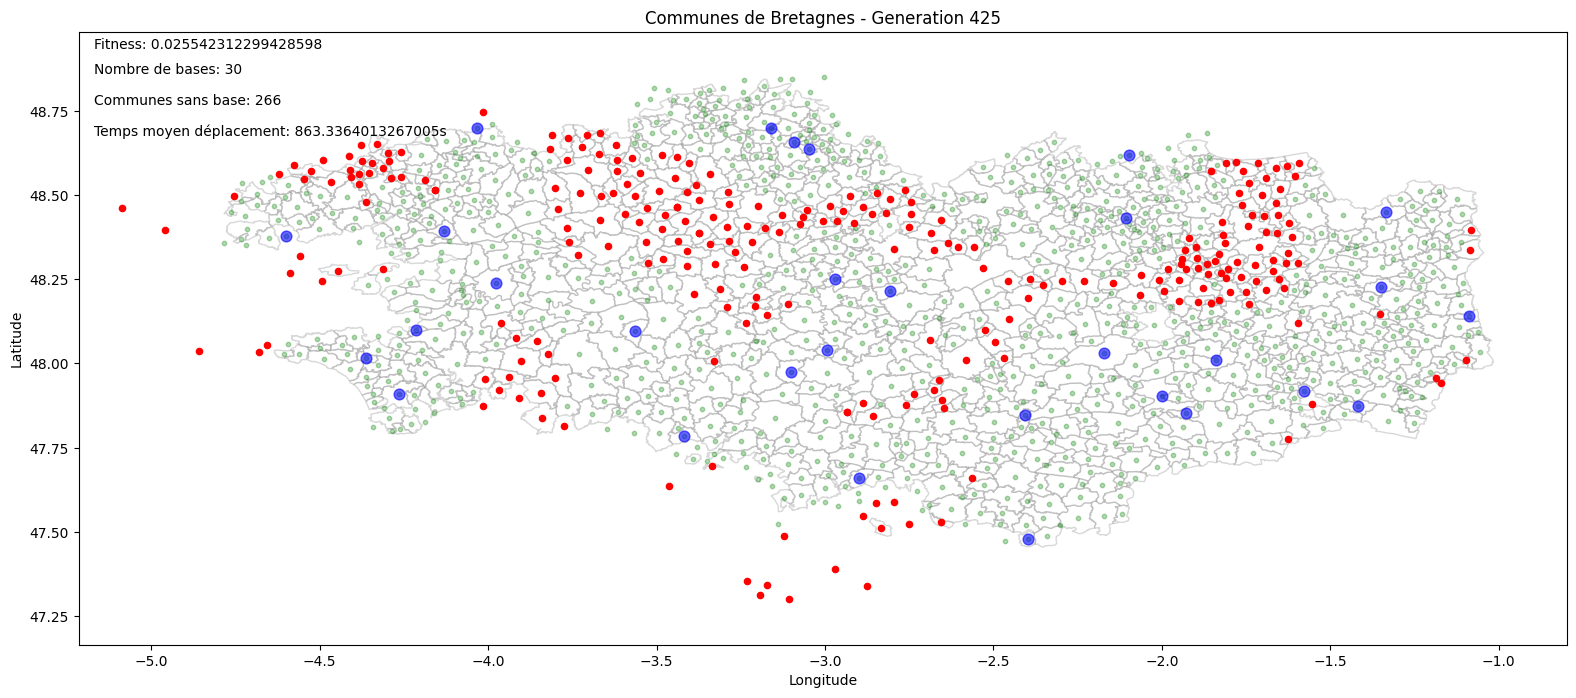 Communes de Bretagnes - Generation 425
Fitness: 0.025542312299428598
Nombre de bases: 30
Communes sans base: 266
Temps moyen déplacement: 863.3364013267005s
Latitude
48.75
48.50
48.25
48.00
47.75
47.50
47.25
−5.0
−4.5
−4.0
−3.5
−3.0
−2.5
−2.0
−1.5
−1.0
Longitude